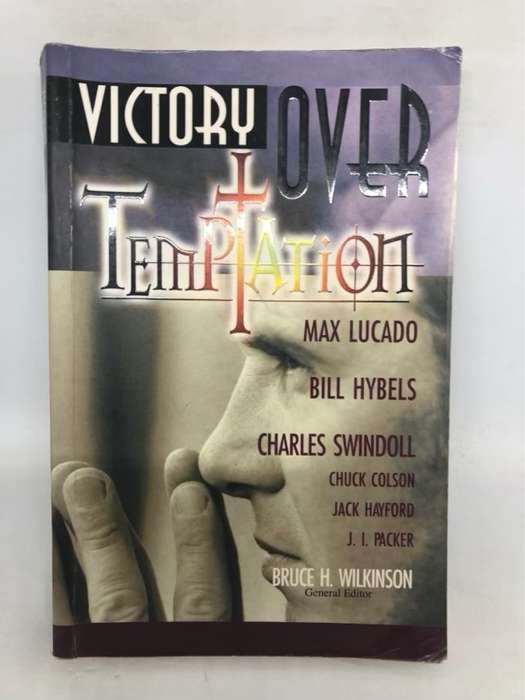 VICTORY OVER
TEMPTATION
MAX LUCADO
BILL HYBELS
CHARLES SWINDOLL
CHUCK COLSON
JACK HAYFORD
J. I. PACKER
BRUCE H. WILKINSON
General Editor